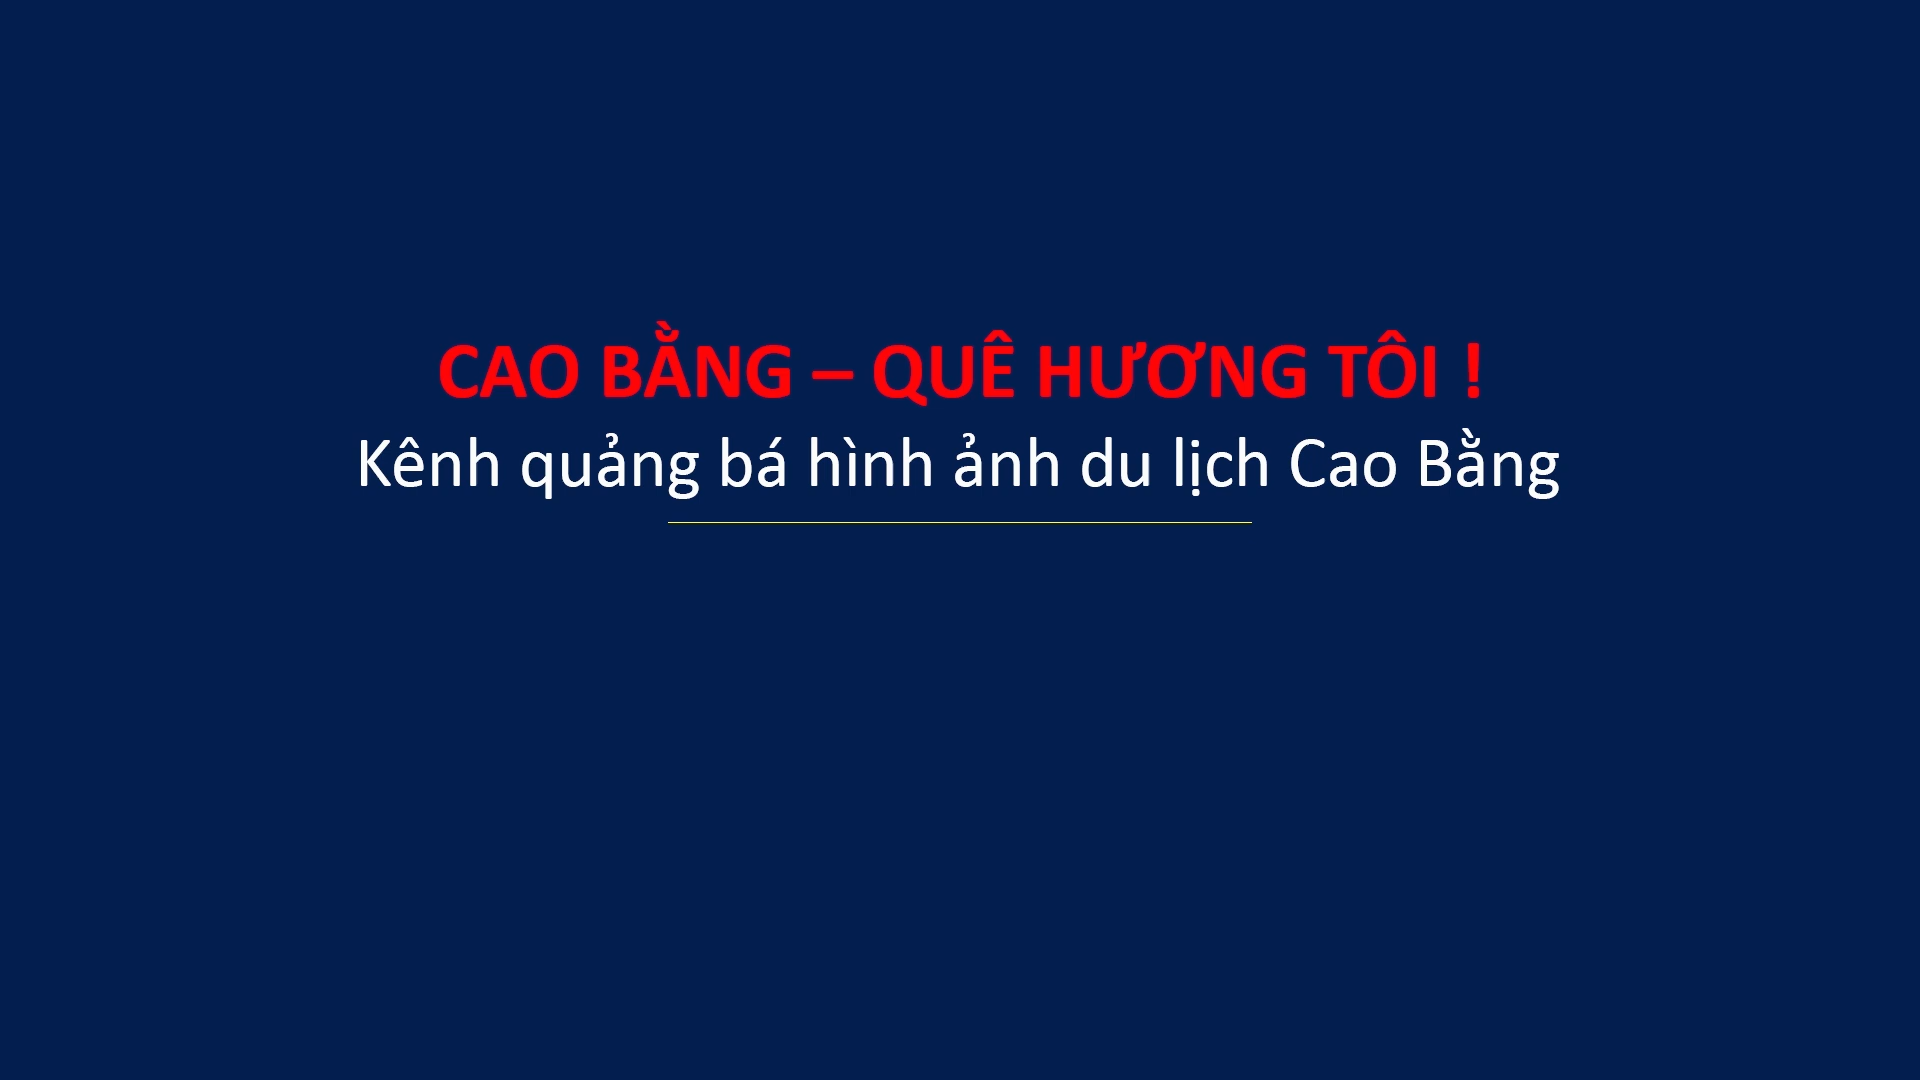 CAO BẰNG – QUÊ HƯƠNG TÔI !
Kênh quảng bá hình ảnh du lịch Cao Bằng